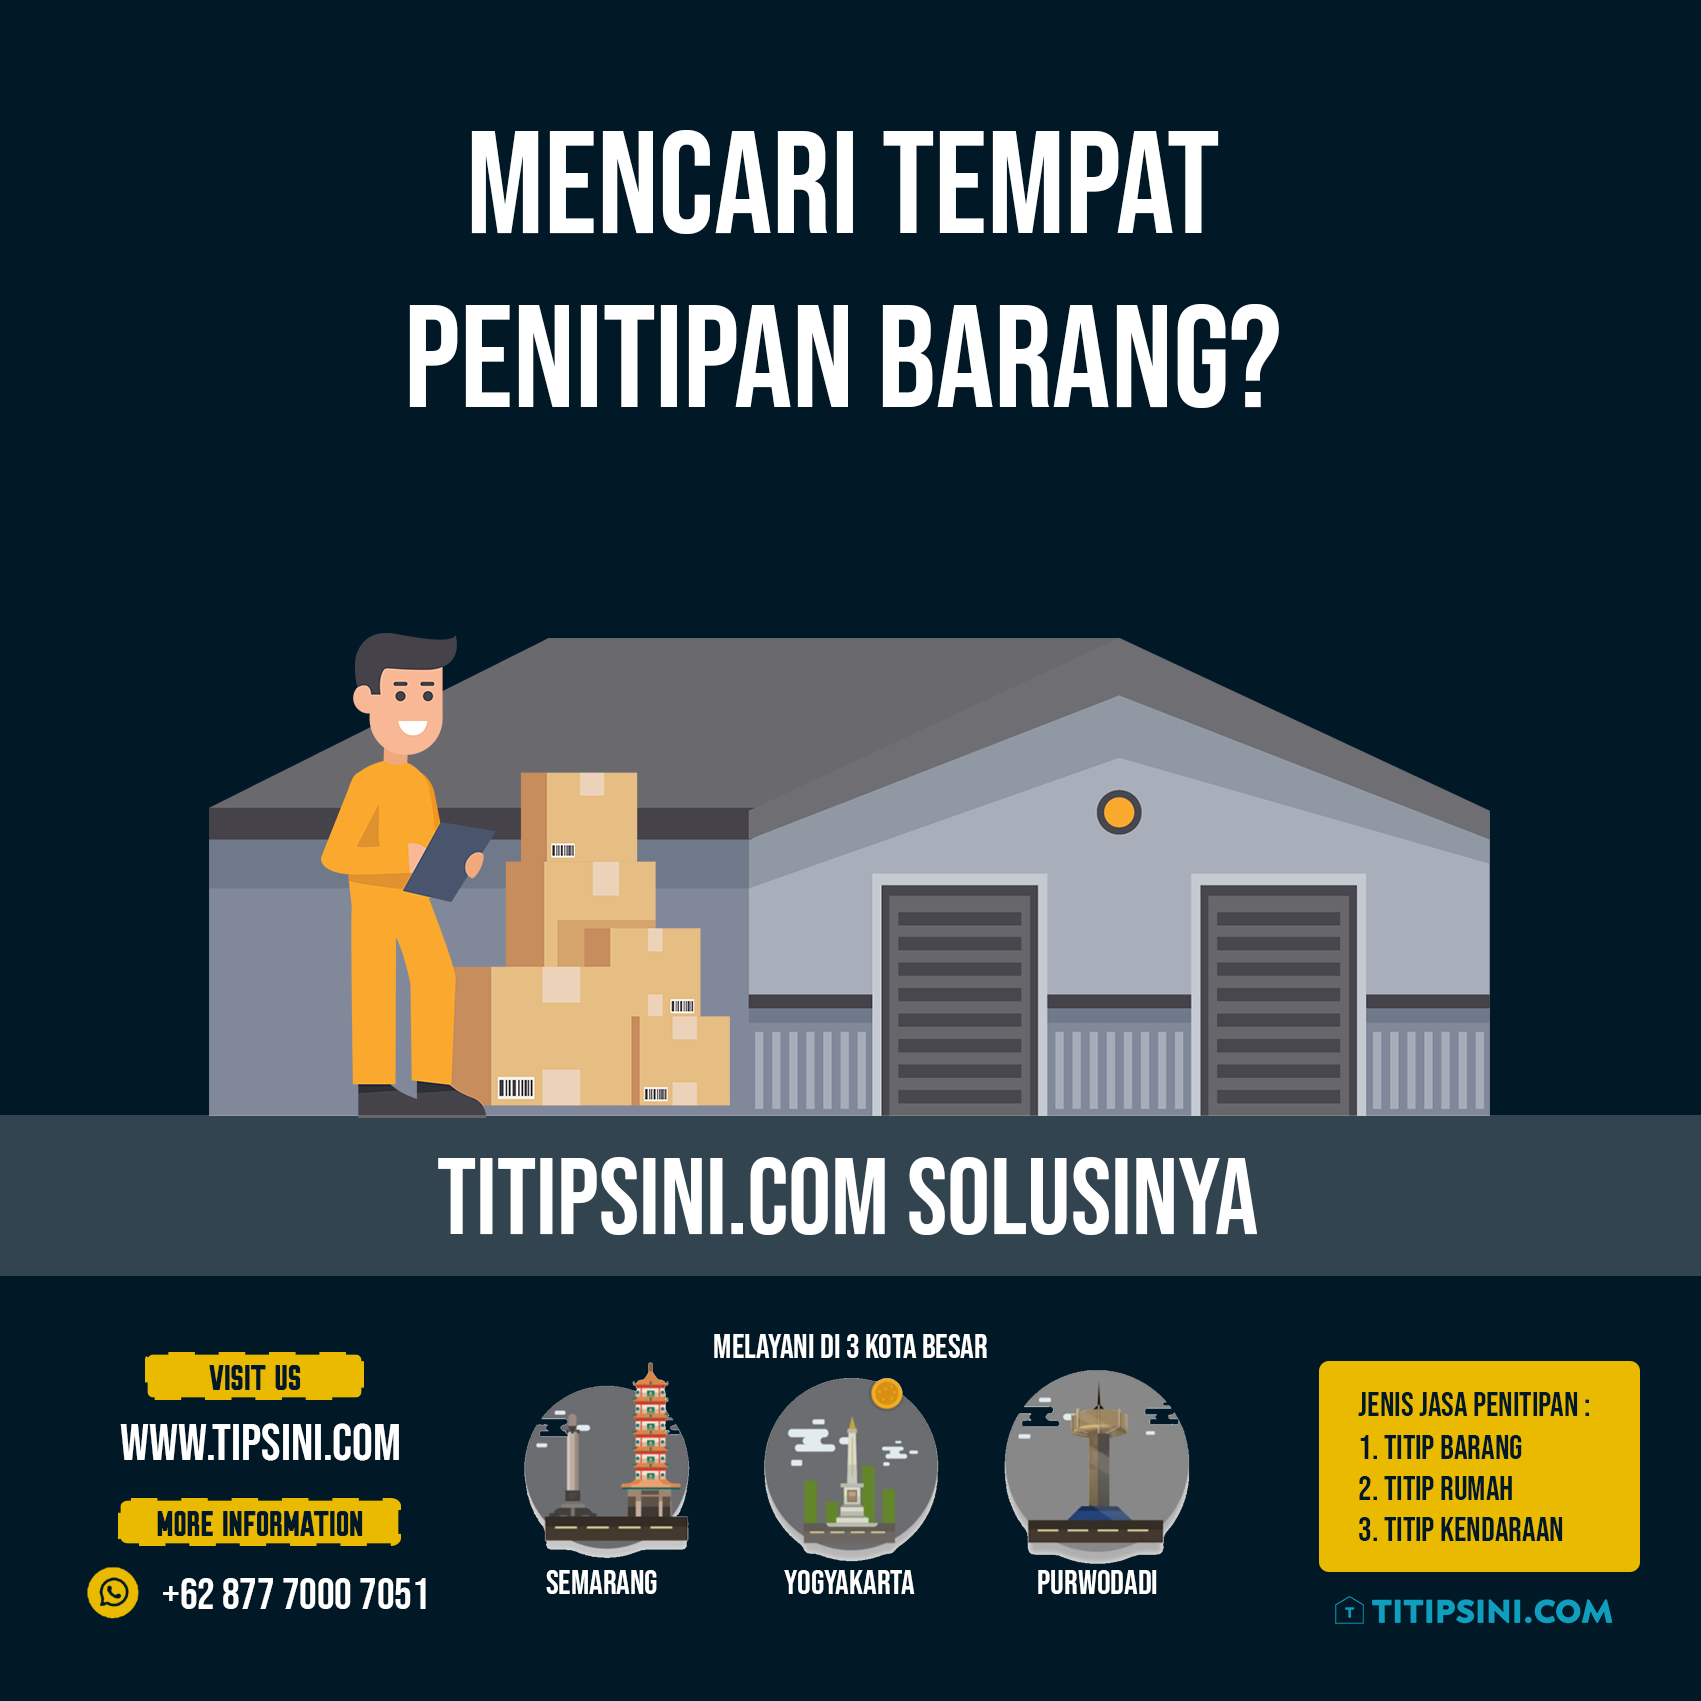 MENCARI TEMPAT
PENITIPAN BARANG?
TITIPSINI.COM SOLUSINYA
VISIT US
WWW.TIPSINI.COM
MORE INFORMATION
+62 877 7000 7051
MELAYANI DI 3 KOTA BESAR
SEMARANG
YOGYAKARTA
PURWODADI
JENIS JASA PENITIPAN :
1. TITIP BARANG
2. TITIP RUMAH
3. TITIP KENDARAAN
T TITIPSINI.COM